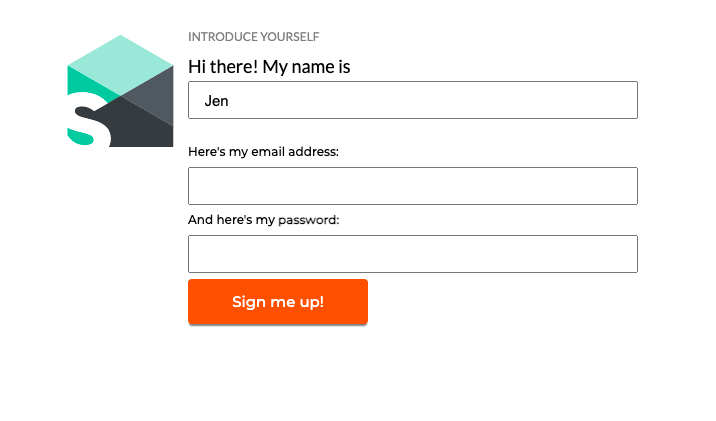 INTRODUCE YOURSELF
Hi there! My name is
Jen
Here's my email address:
And here's my password:
Sign me up!